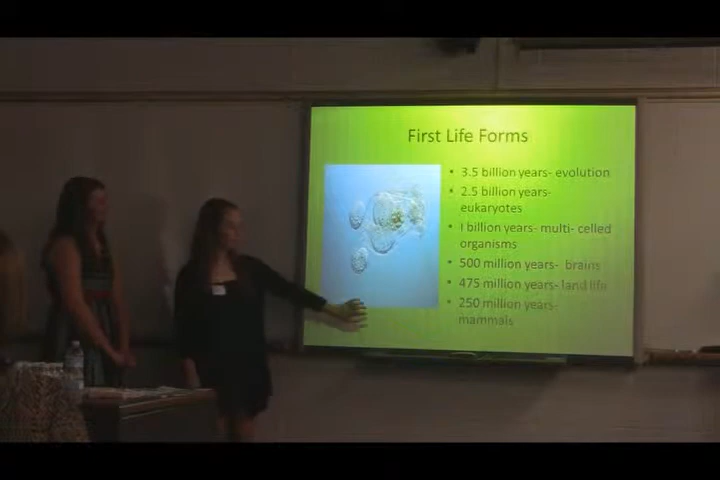 First Life Forms
• 3.5 billion years- evolution
• 2.5 billion years-
eukaryotes
• 1 billion years- multi- celled
organisms
• 500 million years- brains
• 475 million years- land life
• 250 million years-
mammals